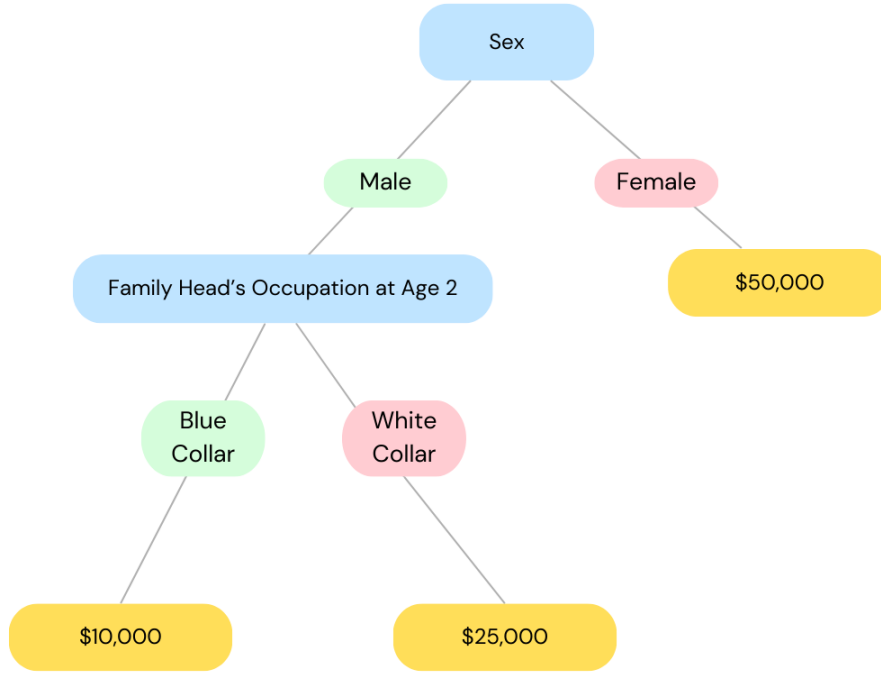 Sex
Male
Female
Family Head's Occupation at Age 2
$50,000
Blue
Collar
White
Collar
$10,000
$25,000